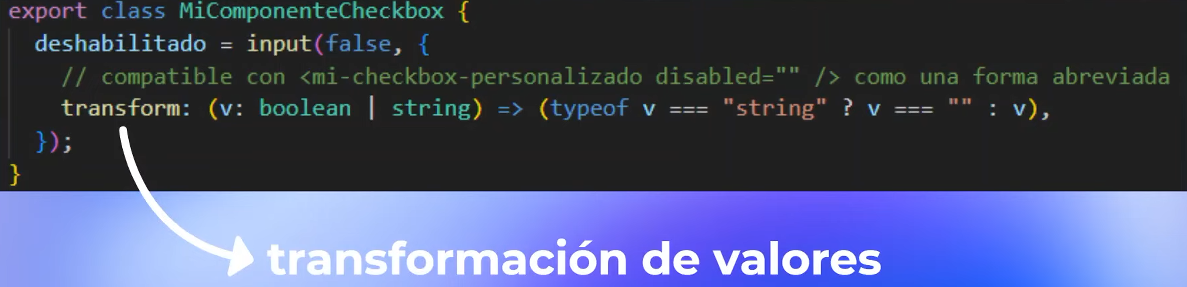 export class MiComponenteCheckbox {
deshabilitado = input(false, {
// compatible con <mi-checkbox-personalizado disabled="" /> como una forma abreviada
transform: (v: boolean | string) => (typeof v === "string" ? v === "" : v),
});
}
transformación de valores